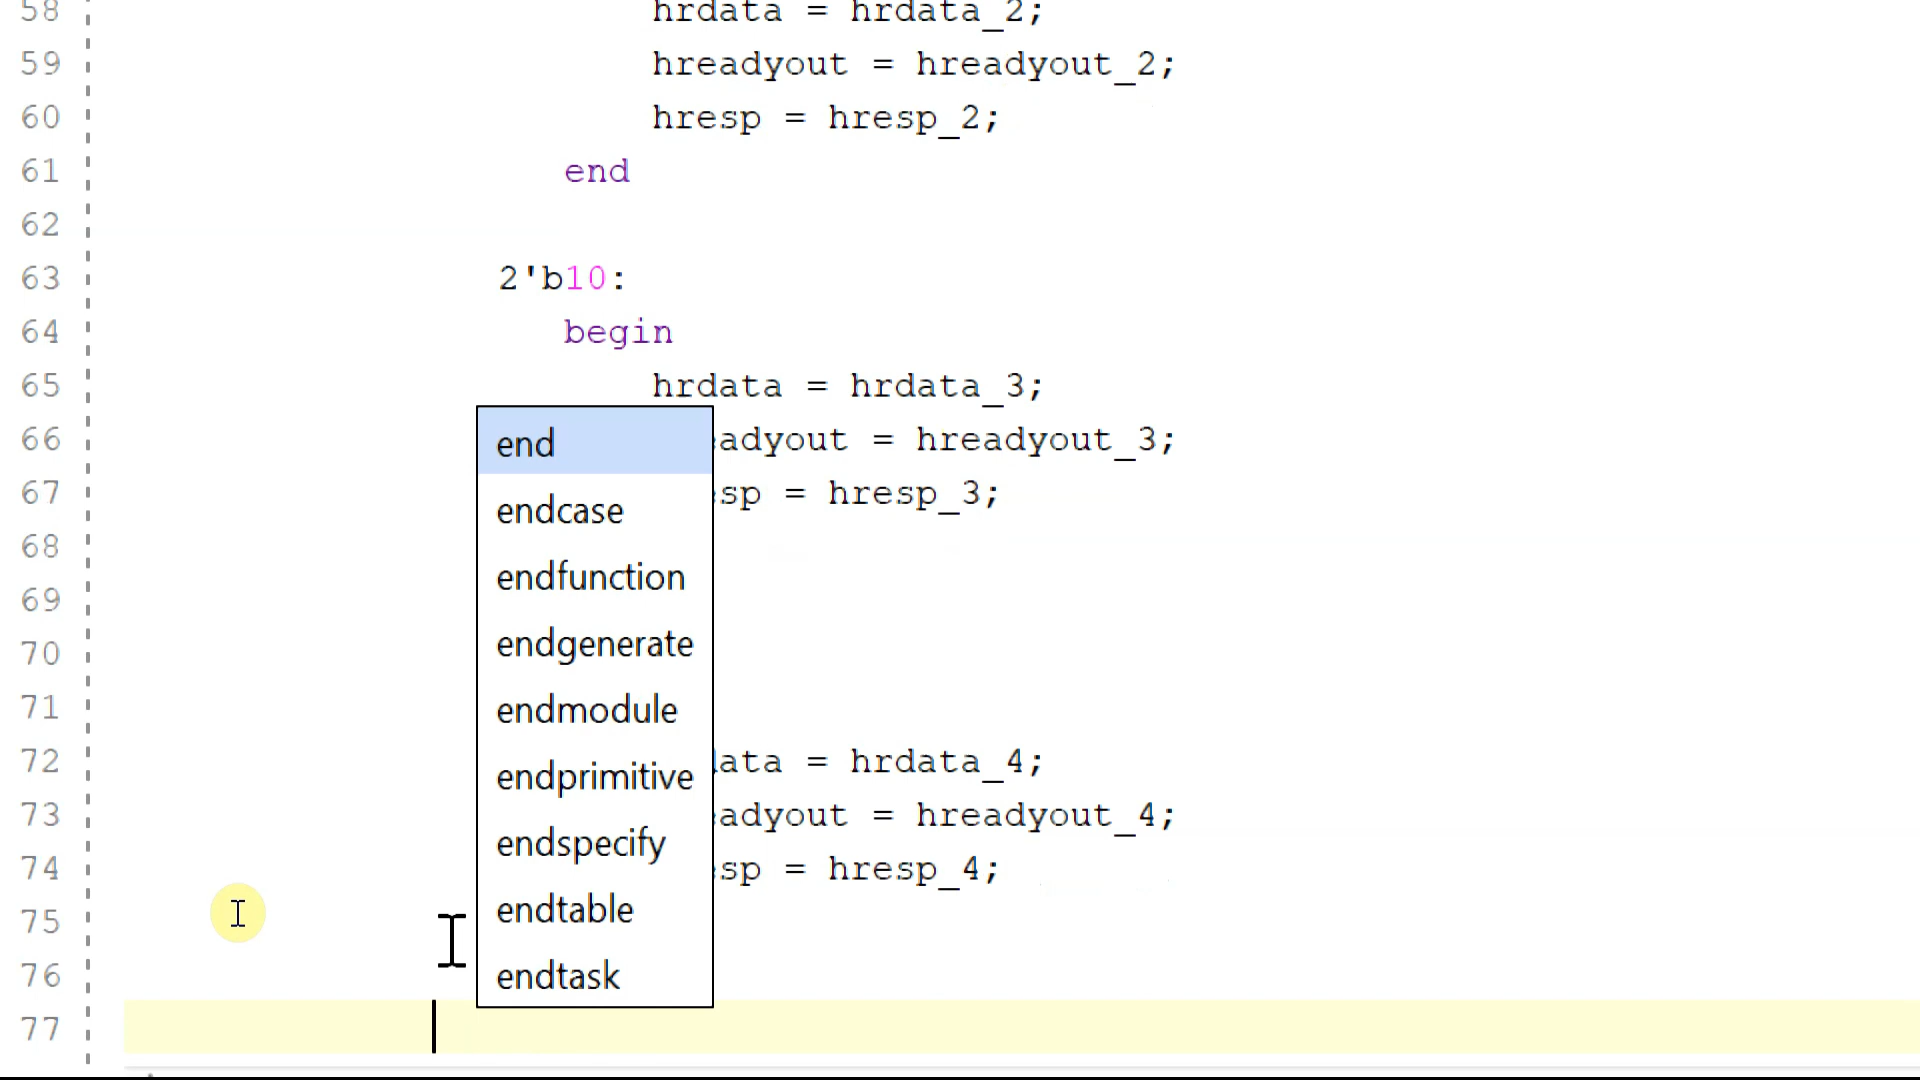 58 hrdata = hrdata_2;
59 hreadyout = hreadyout_2;
60 hresp = hresp_2;
61 end
62
63 2'b10:
64 begin
65 hrdata = hrdata_3;
66 adyout = hreadyout_3;
67 sp = hresp_3;
68
69
70
71
72 ata = hrdata_4;
73 adyout = hreadyout_4;
74 sp = hresp_4;
75
76
77
end
endcase
endfunction
endgenerate
endmodule
endprimitive
endspecify
endtable
endtask